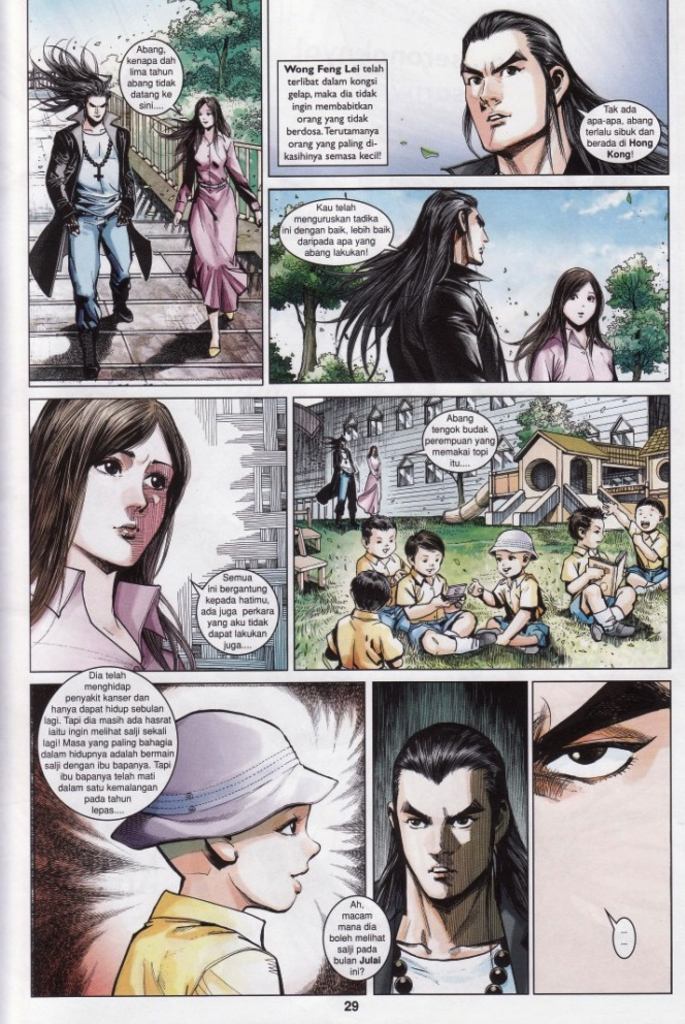 Abang,
kenapa dah
lima tahun
abang tidak
datang ke
sini....
Wong Feng Lei telah
terlibat dalam kongsi
gelap, maka dia tidak
ingin membabitkan
orang yang tidak
berdosa. Terutamanya
orang yang paling di-
kasihinya semasa kecil!
Tak ada
apa-apa, abang
terlalu sibuk dan
berada di Hong
Kong!
Kau telah
menguruskan tadika
ini dengan baik, lebih baik
daripada apa yang
abang lakukan!
Semua
ini bergantung
kepada hatimu,
ada juga perkara
yang aku tidak
dapat lakukan
juga....
Abang
tengok budak
perempuan yang
memakai topi
itu....
Dia telah
menghidap
penyakit kanser dan
hanya dapat hidup sebulan
lagi. Tapi dia masih ada hasrat
iaitu ingin melihat salji sekali
lagi! Masa yang paling bahagia
dalam hidupnya adalah bermain
salji dengan ibu bapanya. Tapi
ibu bapanya telah mati
dalam satu kemalangan
pada tahun
lepas....
Ah,
macam
mana dia
boleh melihat
salji pada
bulan Julai
ini?
29